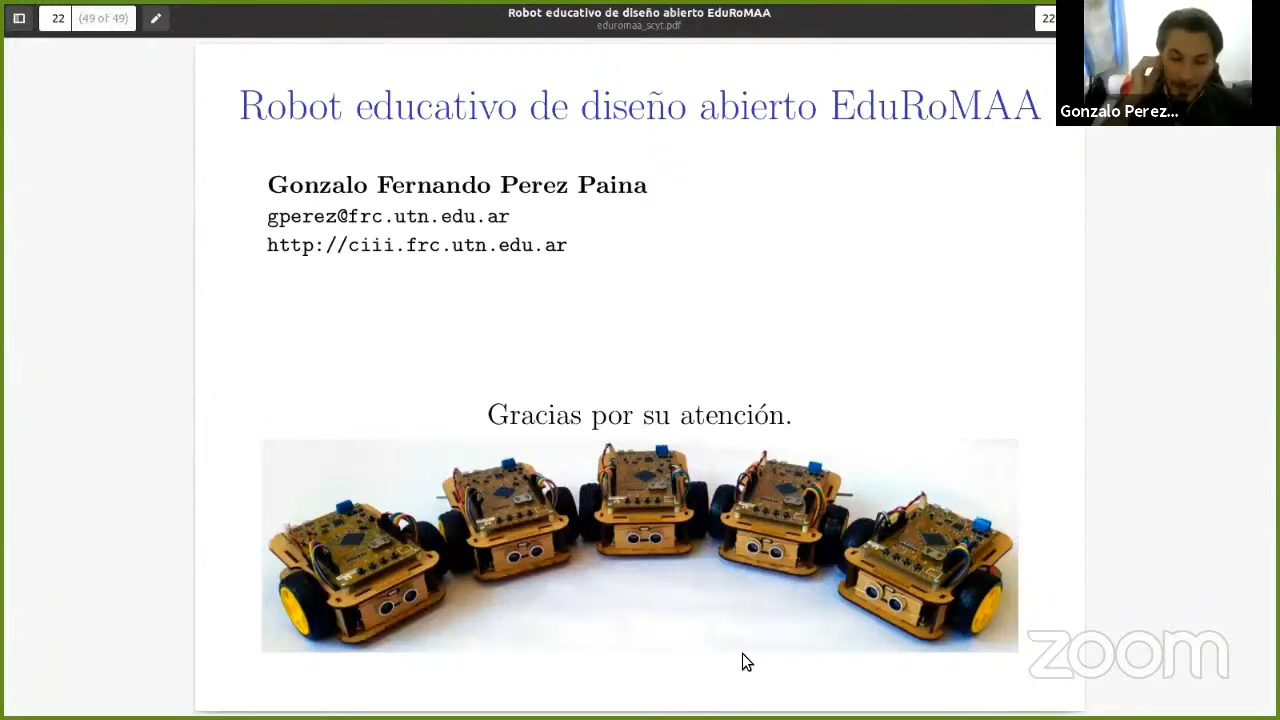 22 (49 of 49)
Robot educativo de diseño abierto EduRoMAA
eduromaa_scyt.pdf
22
Gonzalo Perez...
Robot educativo de diseño abierto EduRoMAA
Gonzalo Fernando Perez Paina
gperez@frc.utn.edu.ar
http://ciii.frc.utn.edu.ar
Gracias por su atención.
zoom